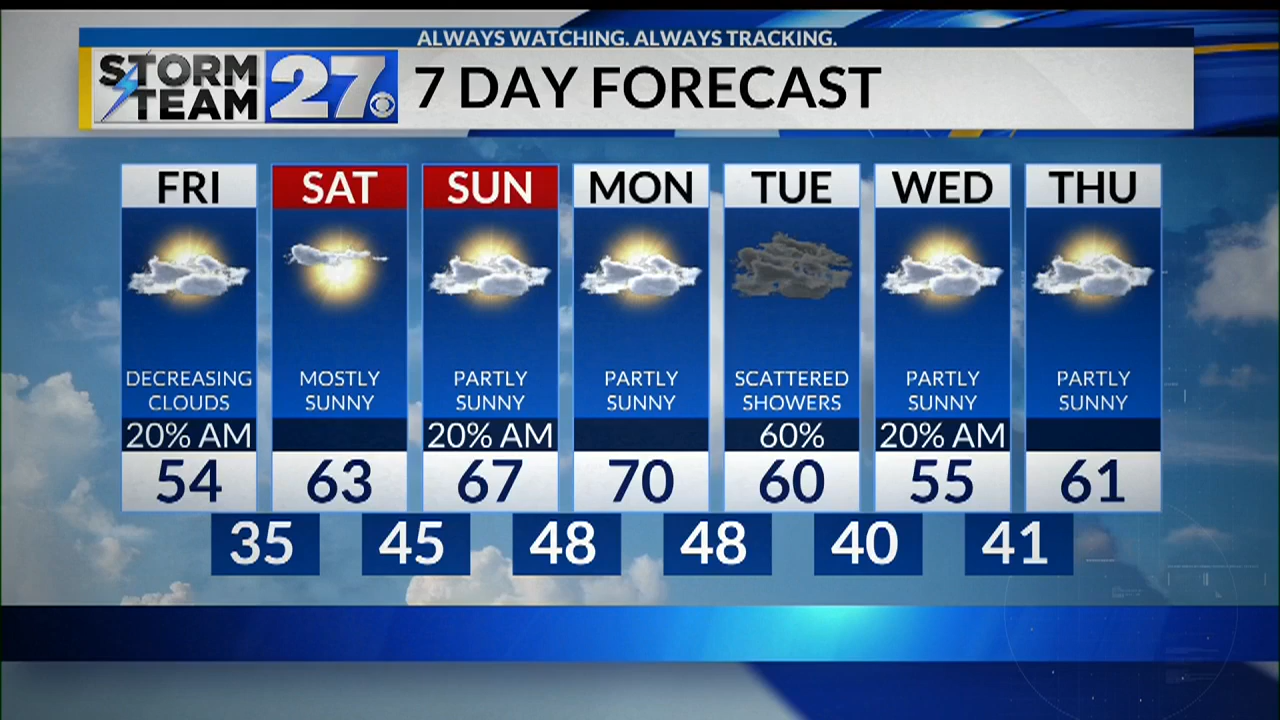 ALWAYS WATCHING. ALWAYS TRACKING.
STORM
TEAM
27
7 DAY FORECAST
FRI SAT SUN MON TUE WED THU
DECREASING MOSTLY PARTLY PARTLY SCATTERED PARTLY PARTLY
CLOUDS SUNNY SUNNY SUNNY SHOWERS SUNNY SUNNY
20% AM 20% AM 60% 20% AM
54 63 67 70 60 55 61
35 45 48 48 40 41